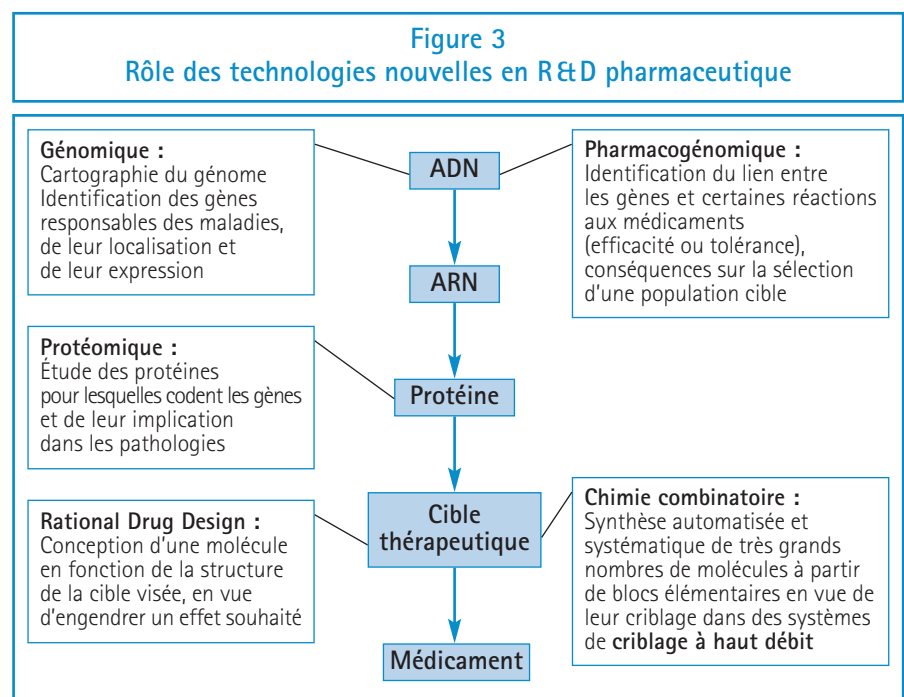 Figure 3
Rôle des technologies nouvelles en R&D pharmaceutique
Génomique :
Cartographie du génome
Identification des gènes
responsables des maladies,
de leur localisation et
de leur expression
ADN
Pharmacogénomique :
Identification du lien entre
les gènes et certaines réactions
aux médicaments
(efficacité ou tolérance),
conséquences sur la sélection
d'une population cible
ARN
Protéomique :
Étude des protéines
pour lesquelles codent les gènes
et de leur implication
dans les pathologies
Protéine
Rational Drug Design :
Conception d'une molécule
en fonction de la structure
de la cible visée, en vue
d'engendrer un effet souhaité
Cible
thérapeutique
Chimie combinatoire :
Synthèse automatisée et
systématique de très grands
nombres de molécules à partir
de blocs élémentaires en vue de
leur criblage dans des systèmes
de criblage à haut débit
Médicament